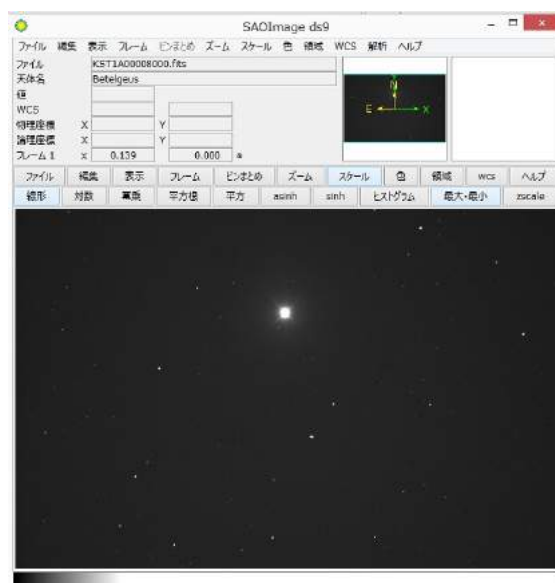 SAOImage ds9
ファイル 編集 表示 フレーム ビンまとめ ズーム スケール 色 領域 WCS 解析 ヘルプ
ファイル KST1A00008000.fits
天体名 Betelgeus
値
WCS
物理座標 X Y
論理座標 X Y
フレーム 1 x 0.139 0.000 °
N
E X
ファイル 編集 表示 フレーム ビンまとめ ズーム スケール 色 領域 WCS ヘルプ
線形 対数 冪乗 平方根 平方 asinh sinh ヒストグラム 最大・最小 zscale